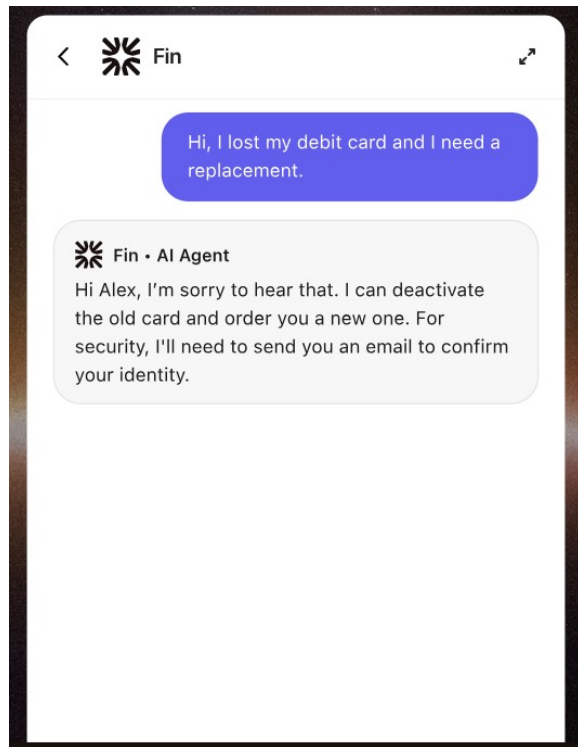 Fin
Hi, I lost my debit card and I need a
replacement.
Fin • AI Agent
Hi Alex, I’m sorry to hear that. I can deactivate
the old card and order you a new one. For
security, I'll need to send you an email to confirm
your identity.